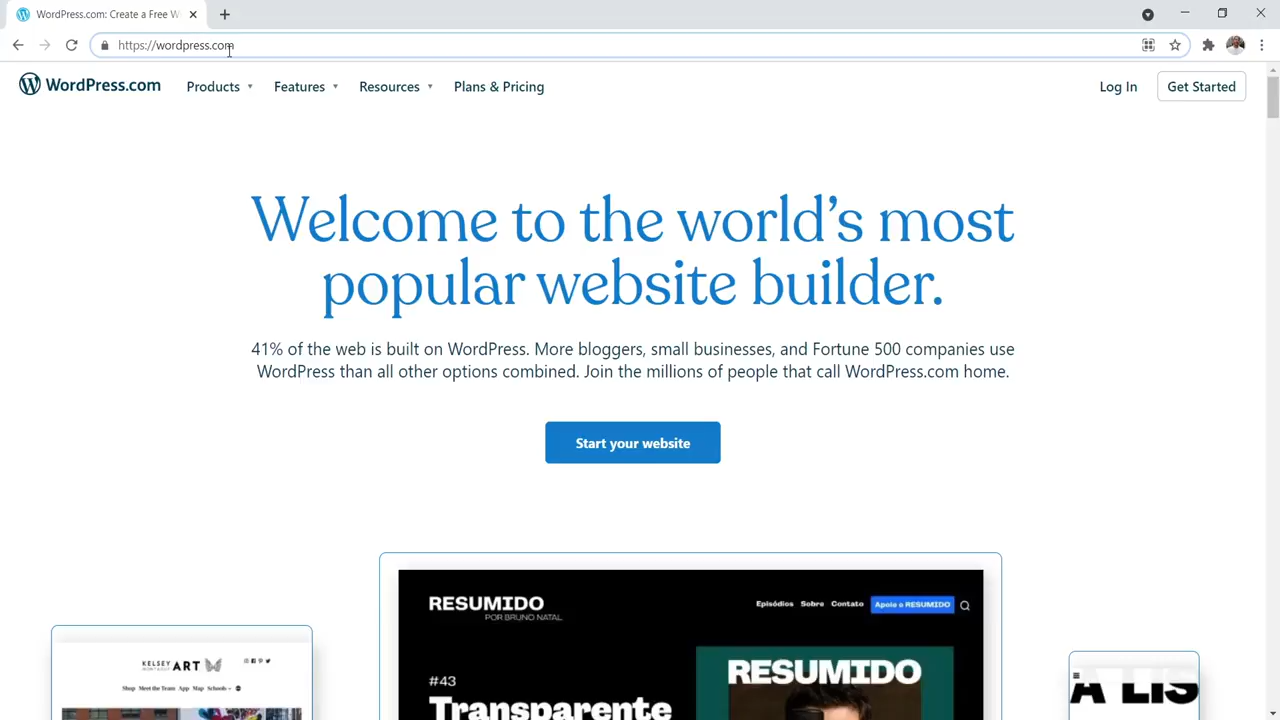 WordPress.com: Create a Free W
https://wordpress.com
WordPress.com Products Features Resources Plans & Pricing Log In Get Started
Welcome to the world's most
popular website builder.
41% of the web is built on WordPress. More bloggers, small businesses, and Fortune 500 companies use
WordPress than all other options combined. Join the millions of people that call WordPress.com home.
Start your website
RESUMIDO
POR BRUNO NATAL
Episódios Sobre Contato Apoie o RESUMIDO
KELSEY
MONTAGUE
ART
Shop Meet the Team App Map Schools
#43
Transparente
RESUMIDO
A LIS